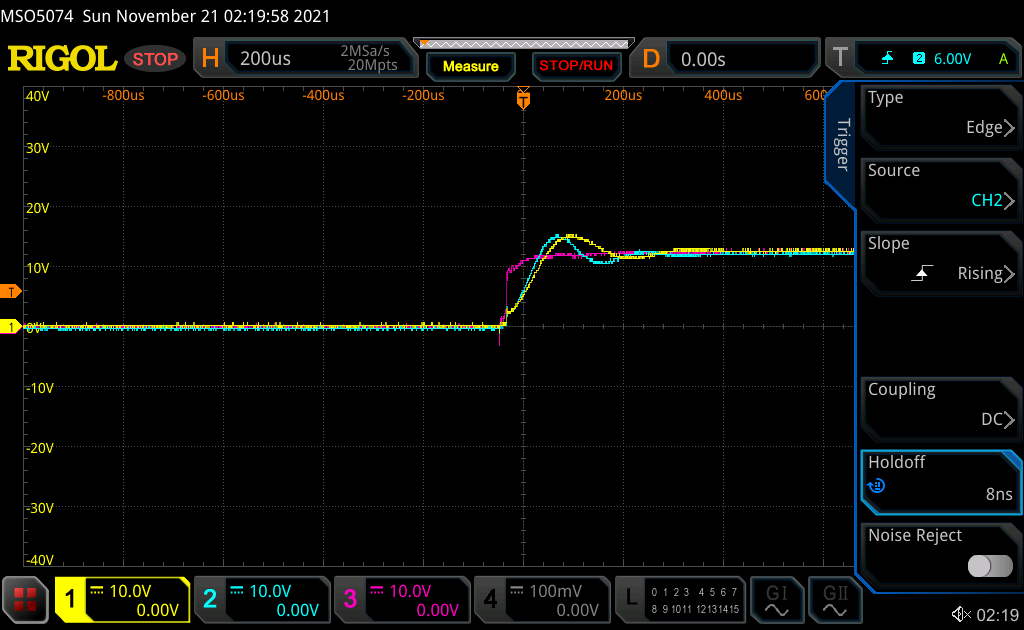 MSO5074 Sun November 21 02:19:58 2021
RIGOL STOP H 200us 2MSa/s 20Mpts Measure STOP/RUN D 0.00s T 2 6.00V A
40V -800us -600us -400us -200us T 200us 400us 600
30V
20V
10V
T
1 0V
-10V
-20V
-30V
-40V
Trigger
Type
Edge
Source
CH2
Slope
Rising
Coupling
DC
Holdoff
8ns
Noise Reject
1 10.0V 0.00V
2 10.0V 0.00V
3 10.0V 0.00V
4 100mV 0.00V
L 0 1 2 3 4 5 6 7
8 9 10 11 12 13 14 15
GI GII
02:19